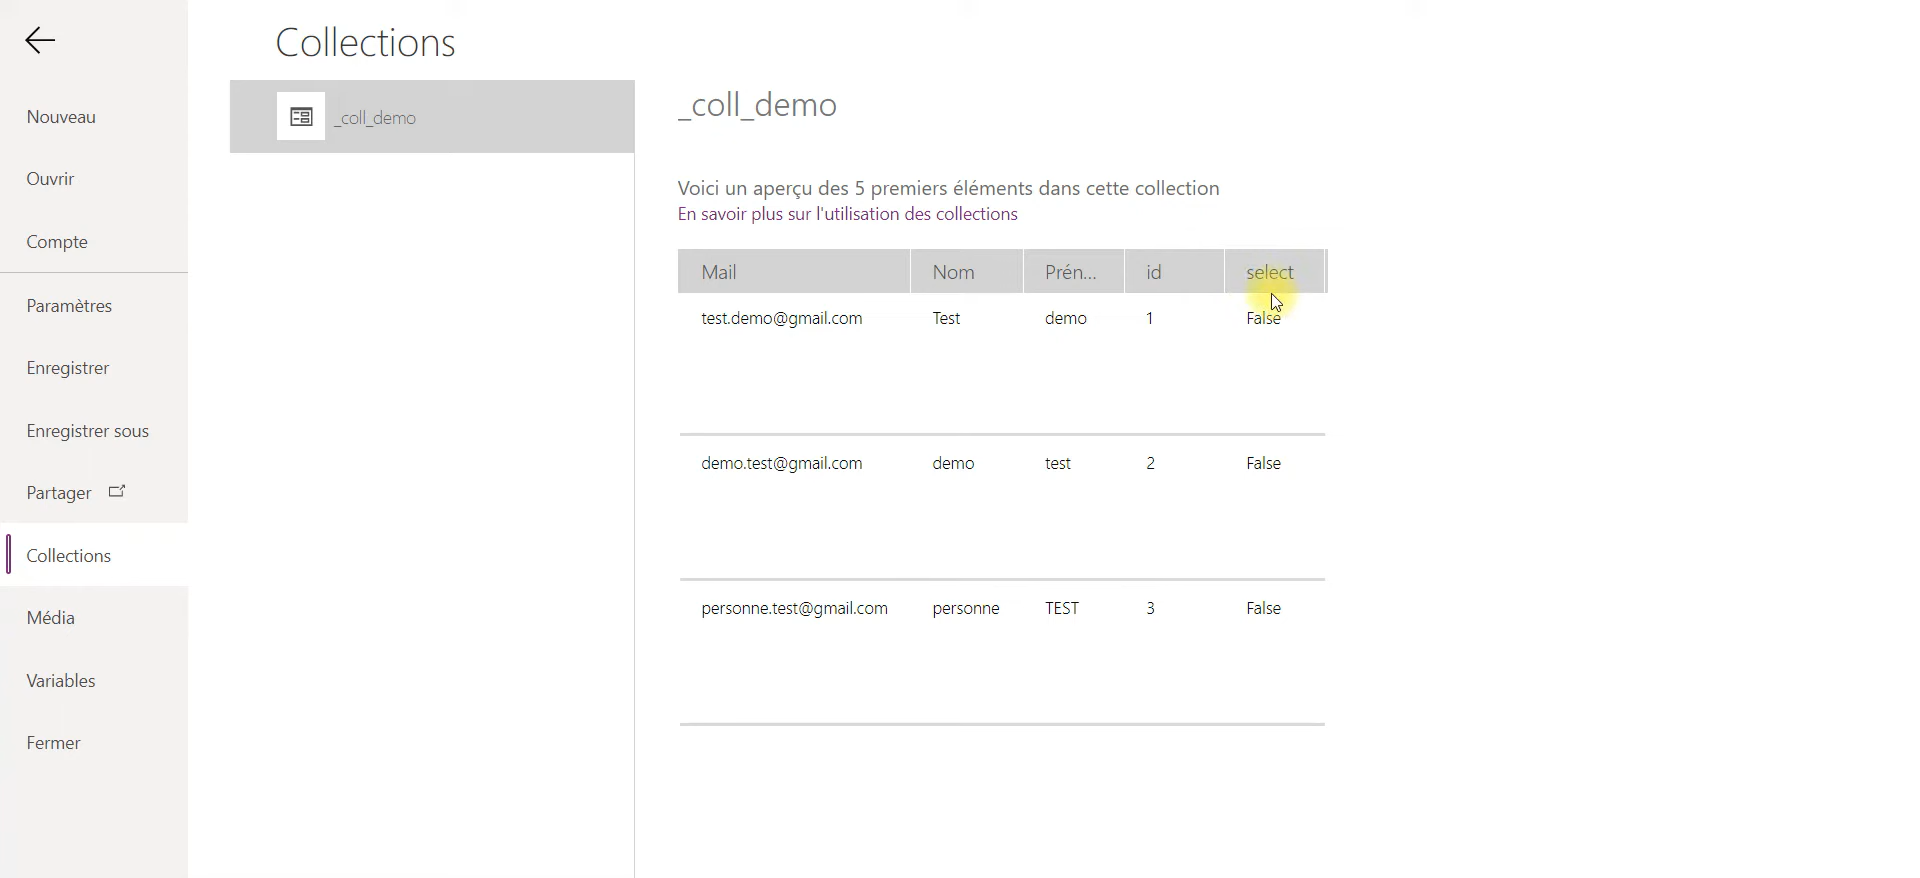 Collections
Nouveau
Ouvrir
Compte
Paramètres
Enregistrer
Enregistrer sous
Partager
Collections
Média
Variables
Fermer
_coll_demo
_coll_demo
Voici un aperçu des 5 premiers éléments dans cette collection
En savoir plus sur l'utilisation des collections
Mail Nom Prén... id select
test.demo@gmail.com Test demo 1 False
demo.test@gmail.com demo test 2 False
personne.test@gmail.com personne TEST 3 False